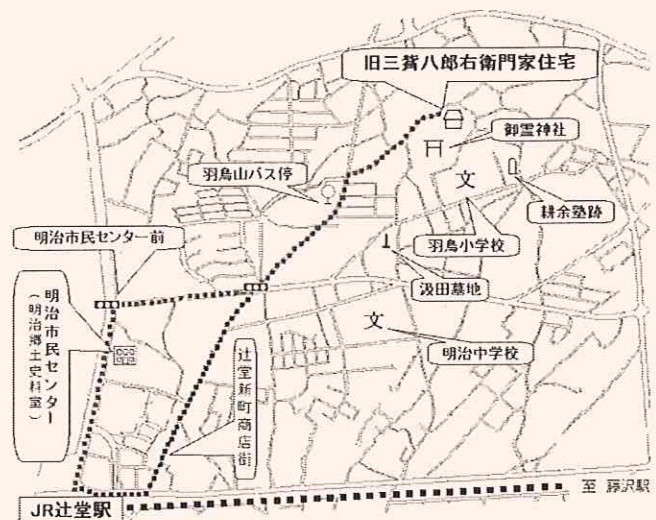 旧三觜八郎右衛門家住宅
御霊神社
羽鳥山バス停
文
耕余塾跡
明治市民センター前
羽鳥小学校
汲田墓地
明治市民センター
(明治郷土史料室)
文
明治中学校
辻堂新町商店街
至 藤沢駅
JR辻堂駅